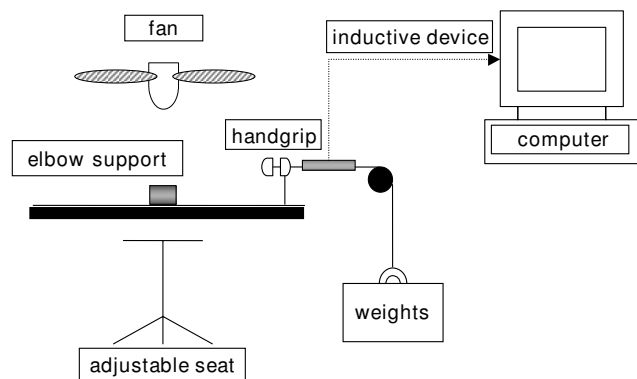 fan
inductive device
handgrip
computer
elbow support
weights
adjustable seat